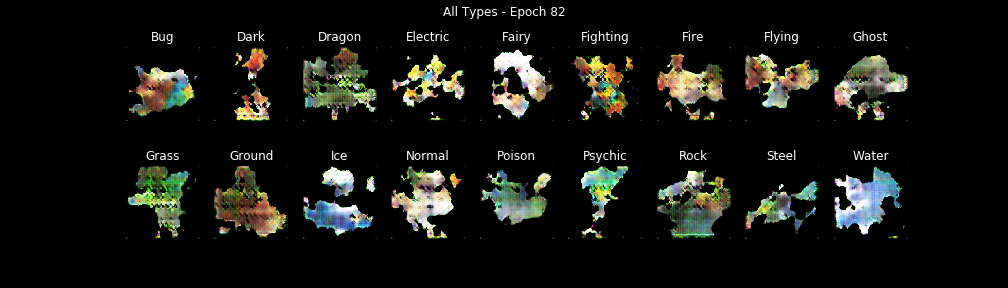 All Types - Epoch 82
Bug Dark Dragon Electric Fairy Fighting Fire Flying Ghost
Grass Ground Ice Normal Poison Psychic Rock Steel Water